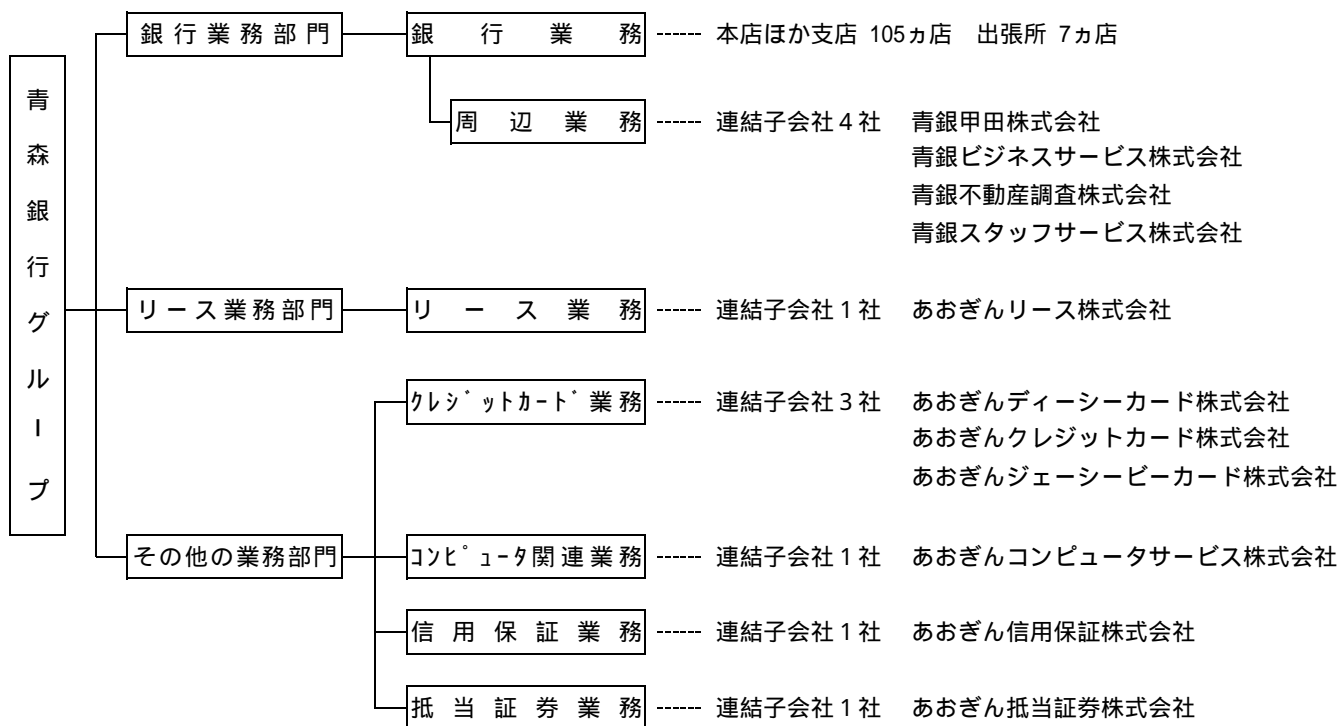 青森銀行グループ
銀行業務部門 銀行業務 ------ 本店ほか支店 105ヵ店 出張所 7ヵ店
周辺業務 ------ 連結子会社4社 青銀甲田株式会社
青銀ビジネスサービス株式会社
青銀不動産調査株式会社
青銀スタッフサービス株式会社
リース業務部門 リース業務 ------ 連結子会社1社 あおぎんリース株式会社
ｸﾚｼﾞｯﾄｶｰﾄﾞ業務 ------ 連結子会社3社 あおぎんディーシーカード株式会社
あおぎんクレジットカード株式会社
あおぎんジェーシービーカード株式会社
その他の業務部門 ｺﾝﾋﾟｭｰﾀ関連業務 ------ 連結子会社1社 あおぎんコンピュータサービス株式会社
信用保証業務 ------ 連結子会社1社 あおぎん信用保証株式会社
抵当証券業務 ------ 連結子会社1社 あおぎん抵当証券株式会社